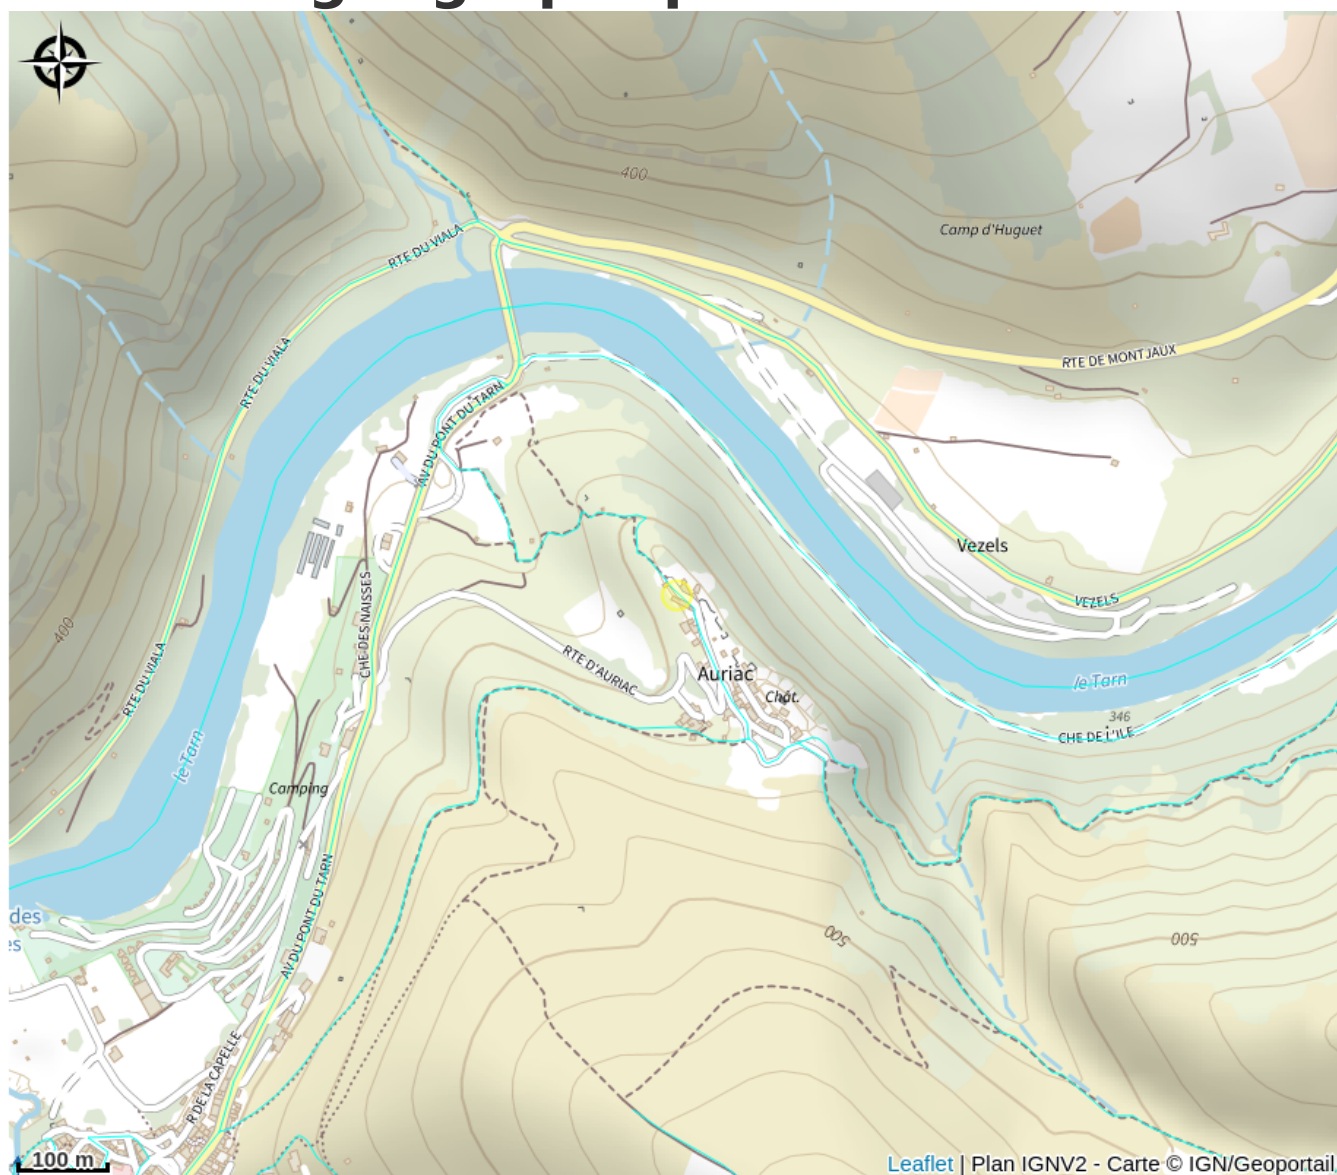 400
Camp d'Huguet
RTE DU VIALA
RTE DE MONTJAUX
RTE DU VIALA
AV DU PONT DU TARN
Vezels
VEZELS
CHE DES NAISSES
400
RTE D'AURIAC
RTE DU VIALA
Auriac
Chât.
le Tarn
346
CHE DE L'ILE
le Tarn
Camping
des
es
AV DU PONT DU TARN
500
500
R DE LA CAPELLE
100 m
Leaflet | Plan IGNV2 - Carte © IGN/Geoportail